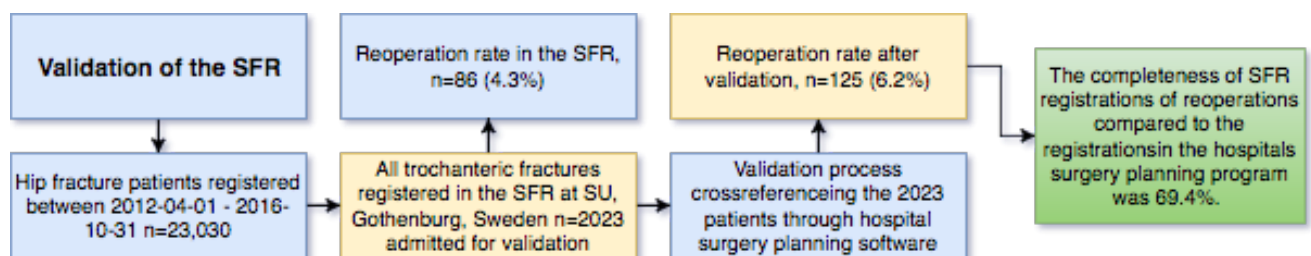 Validation of the SFR
Hip fracture patients registered
between 2012-04-01 - 2016-
10-31 n=23,030
Reoperation rate in the SFR,
n=86 (4.3%)
All trochanteric fractures
registered in the SFR at SU,
Gothenburg, Sweden n=2023
admitted for validation
Reoperation rate after
validation, n=125 (6.2%)
Validation process
crossreferenceing the 2023
patients through hospital
surgery planning software
The completeness of SFR
registrations of reoperations
compared to the
registrationsin the hospitals
surgery planning program
was 69.4%.